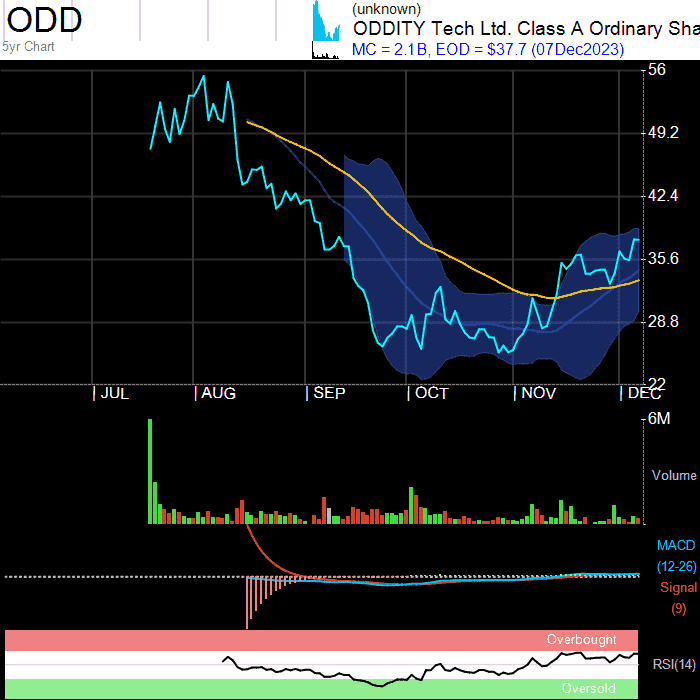 ODD
5yr Chart
(unknown)
ODDITY Tech Ltd. Class A Ordinary Sha
MC = 2.1B, EOD = $37.7 (07Dec2023)
56
49.2
42.4
35.6
28.8
22
JUL
AUG
SEP
OCT
NOV
DEC
6M
Volume
MACD
(12-26)
Signal
(9)
Overbought
RSI(14)
Oversold